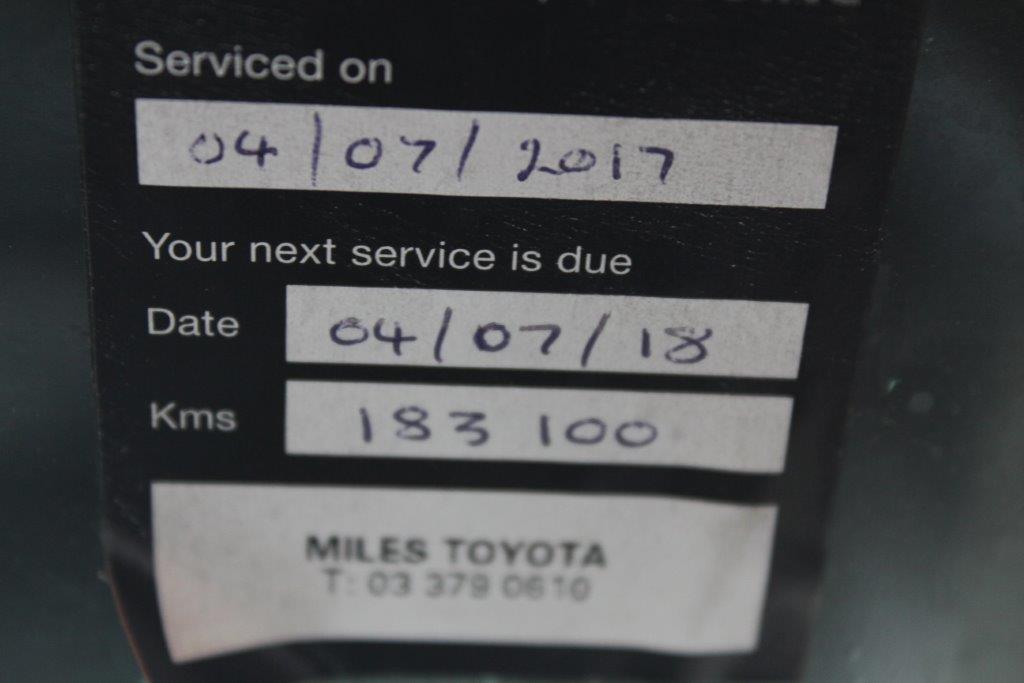 Serviced on
04/07/2017
Your next service is due
Date 04/07/18
Kms 183 100
MILES TOYOTA
T: 03 379 0610